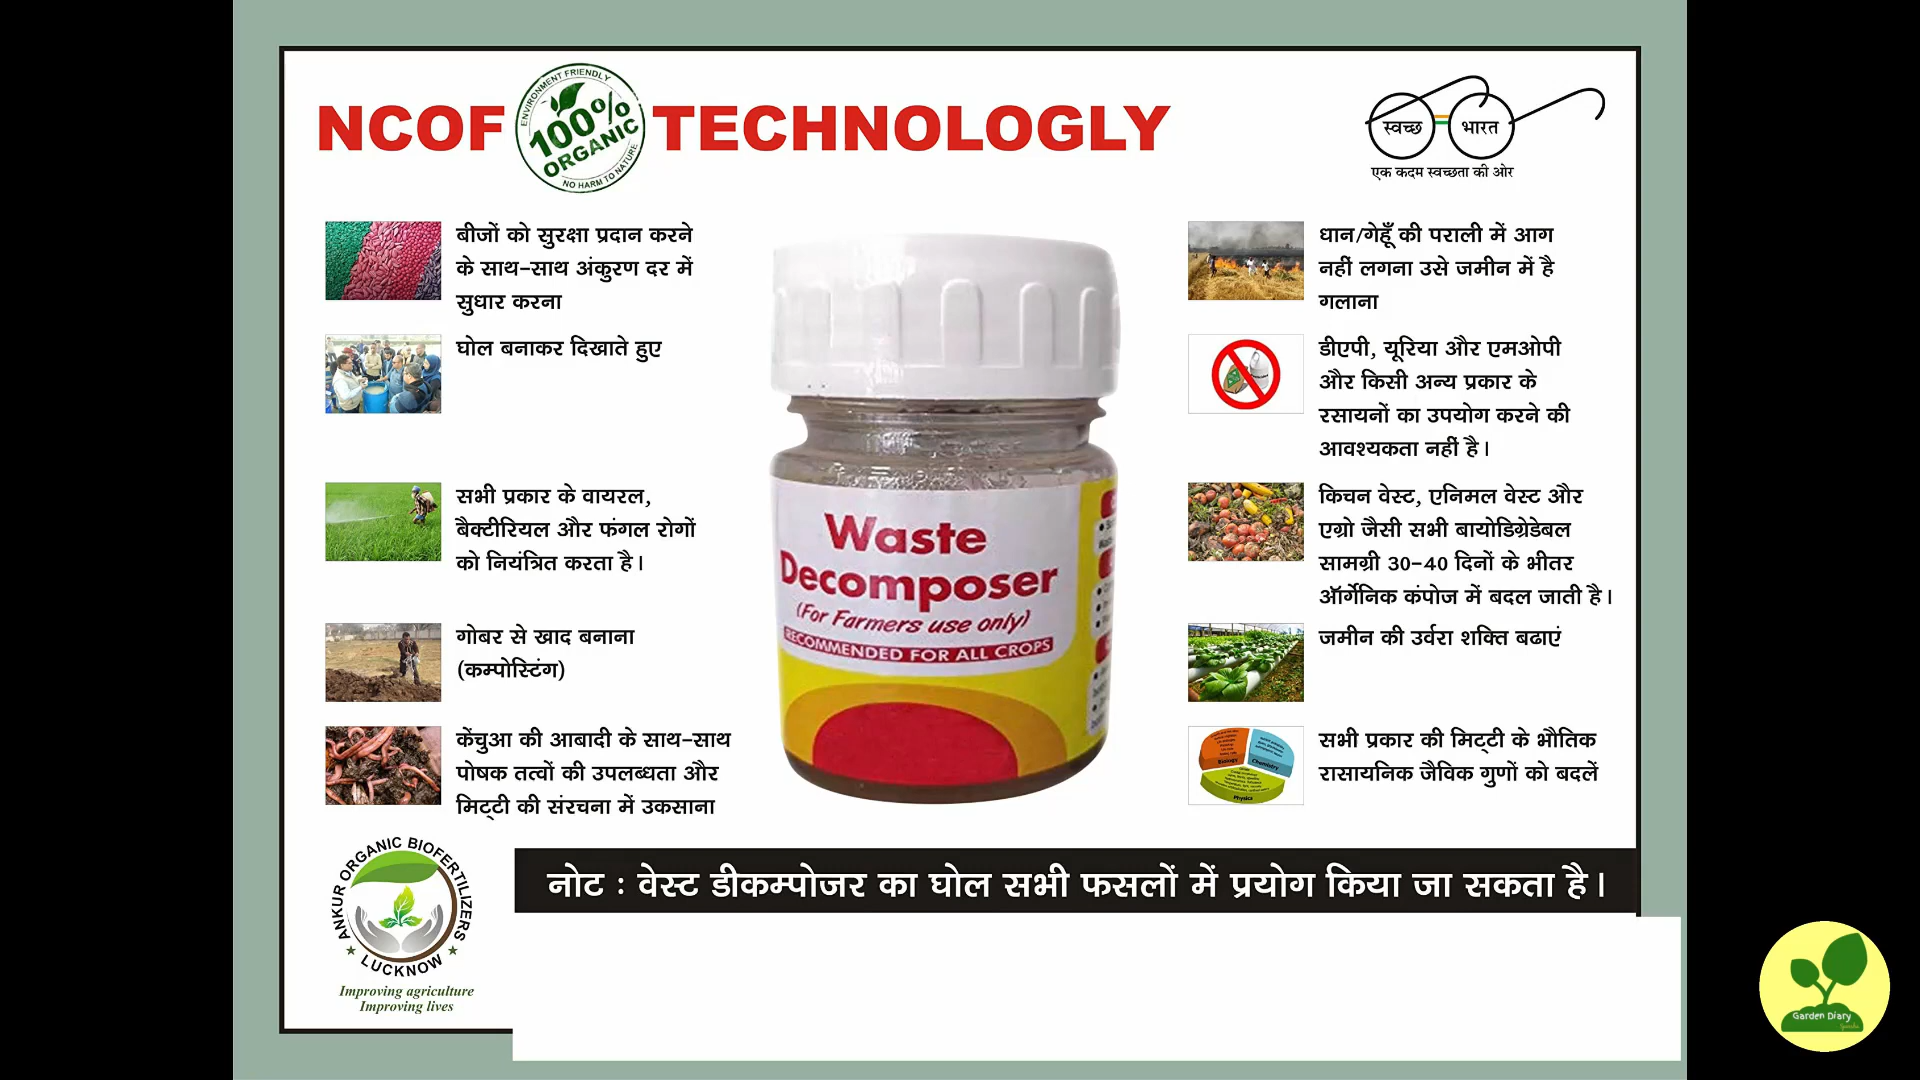 NCOF
ENVIRONMENT FRIENDLY
100%
ORGANIC
NO HARM TO NATURE
TECHNOLOGLY
स्वच्छ भारत
एक कदम स्वच्छता की ओर
बीजों को सुरक्षा प्रदान करने
के साथ-साथ अंकुरण दर में
सुधार करना
घोल बनाकर दिखाते हुए
सभी प्रकार के वायरल,
बैक्टीरियल और फंगल रोगों
को नियंत्रित करता है।
गोबर से खाद बनाना
(कम्पोस्टिंग)
केंचुआ की आबादी के साथ-साथ
पोषक तत्वों की उपलब्धता और
मिट्टी की संरचना में उकसाना
Waste
Decomposer
(For Farmers use only)
RECOMMENDED FOR ALL CROPS
धान/गेहूँ की पराली में आग
नहीं लगना उसे जमीन में है
गलाना
डीएपी, यूरिया और एमओपी
और किसी अन्य प्रकार के
रसायनों का उपयोग करने की
आवश्यकता नहीं है।
किचन वेस्ट, एनिमल वेस्ट और
एग्रो जैसी सभी बायोडिग्रेडेबल
सामग्री 30-40 दिनों के भीतर
ऑर्गेनिक कंपोज में बदल जाती है।
जमीन की उर्वरा शक्ति बढाएं
Biology
Chemistry
Physics
सभी प्रकार की मिट्टी के भौतिक
रासायनिक जैविक गुणों को बदलें
ANKUR ORGANIC BIOFERTILIZERS
LUCKNOW
Improving agriculture
Improving lives
नोट : वेस्ट डीकम्पोजर का घोल सभी फसलों में प्रयोग किया जा सकता है।
Garden Diary